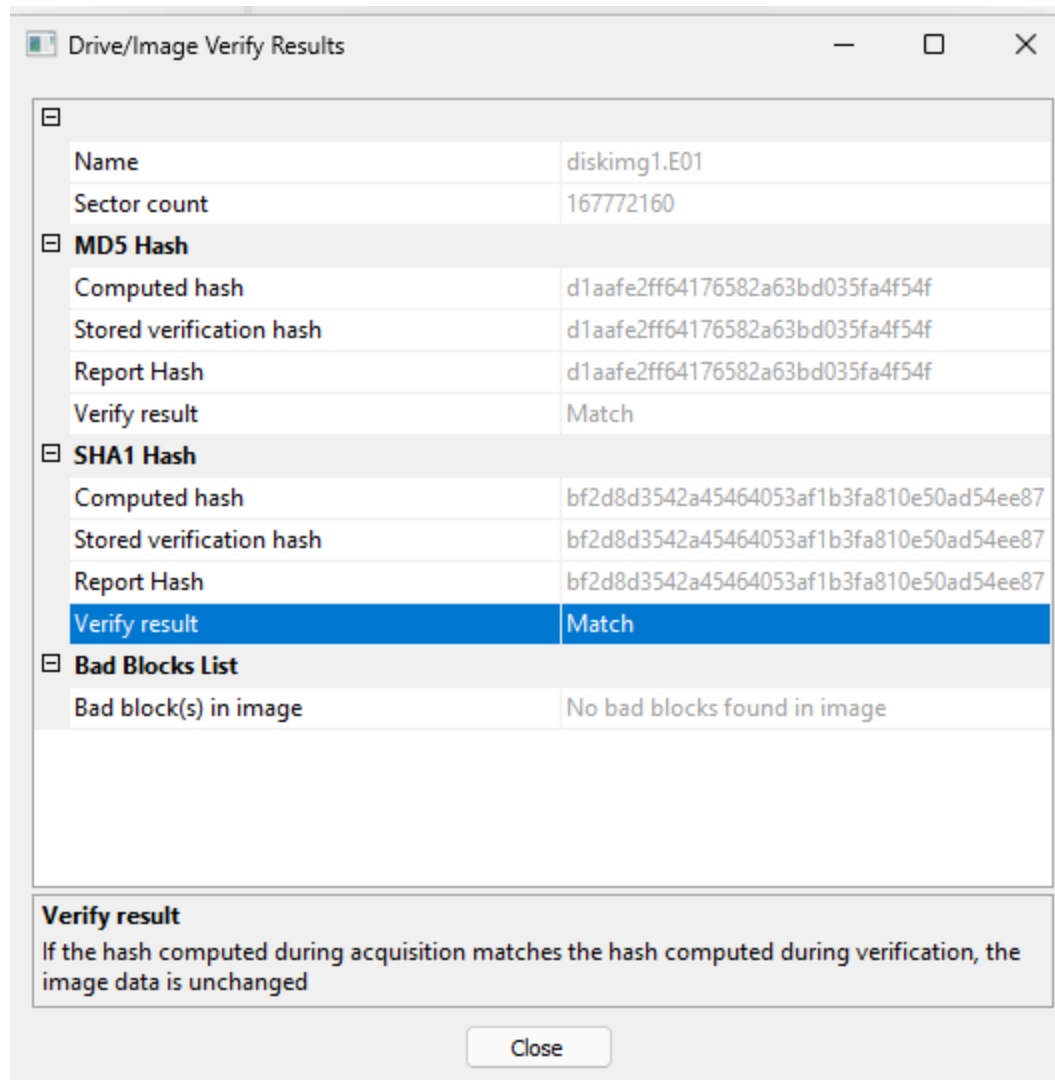 Drive/Image Verify Results
Name diskimg1.E01
Sector count 167772160
MD5 Hash
Computed hash d1aafe2ff64176582a63bd035fa4f54f
Stored verification hash d1aafe2ff64176582a63bd035fa4f54f
Report Hash d1aafe2ff64176582a63bd035fa4f54f
Verify result Match
SHA1 Hash
Computed hash bf2d8d3542a45464053af1b3fa810e50ad54ee87
Stored verification hash bf2d8d3542a45464053af1b3fa810e50ad54ee87
Report Hash bf2d8d3542a45464053af1b3fa810e50ad54ee87
Verify result Match
Bad Blocks List
Bad block(s) in image No bad blocks found in image
Verify result
If the hash computed during acquisition matches the hash computed during verification, the
image data is unchanged
Close